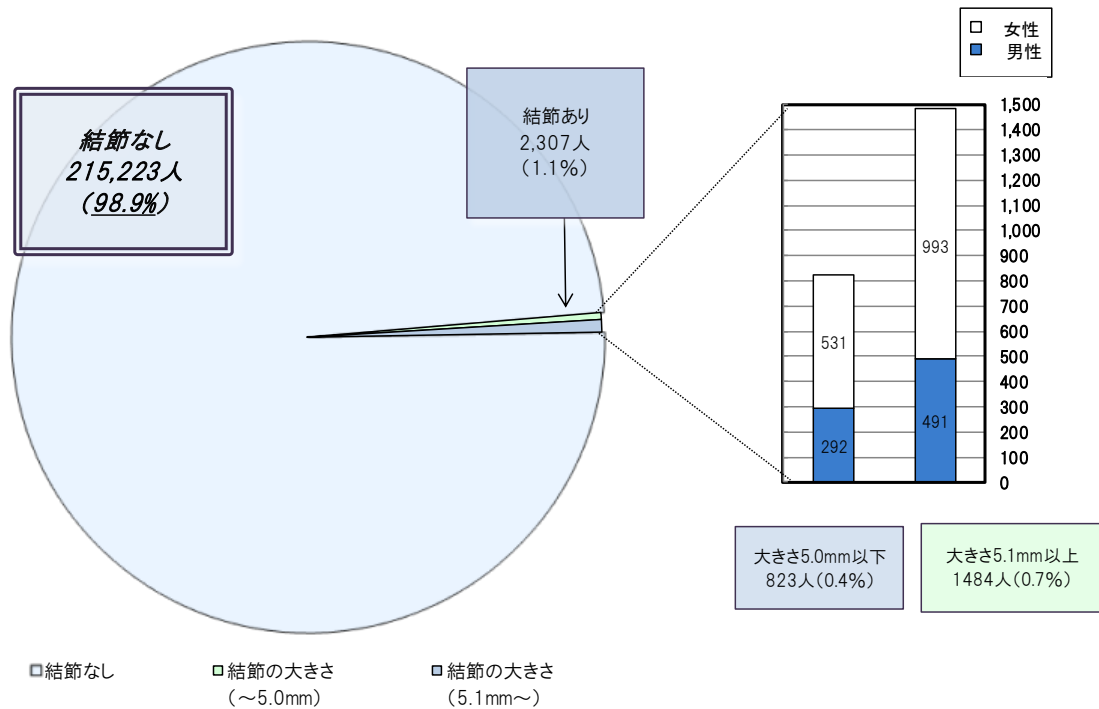 □ 女性
■ 男性
結節なし
215,223人
(98.9%)
結節あり
2,307人
(1.1%)
1,500
1,400
1,300
1,200
1,100
1,000
900
800
700
600
500
400
300
200
100
0
993
531
491
292
大きさ5.0mm以下
823人(0.4%)
大きさ5.1mm以上
1484人(0.7%)
結節なし
結節の大きさ
(~5.0mm)
結節の大きさ
(5.1mm~)